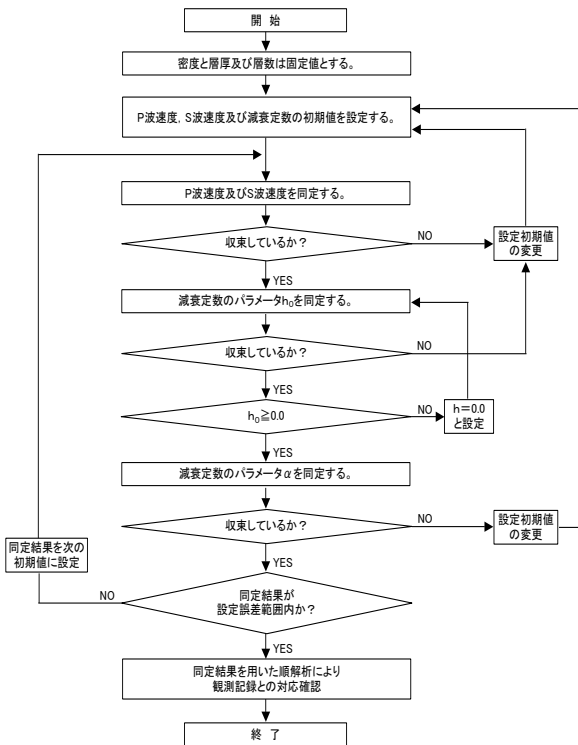 開 始
密度と層厚及び層数は固定値とする。
P波速度，S波速度及び減衰定数の初期値を設定する。
P波速度及びS波速度を同定する。
収束しているか？
NO
設定初期値
の変更
YES
減衰定数のパラメータh₀を同定する。
収束しているか？
NO
YES
h₀≧0.0
NO
h＝0.0
と設定
YES
減衰定数のパラメータαを同定する。
収束しているか？
NO
設定初期値
の変更
同定結果を次の
初期値に設定
YES
同定結果が
設定誤差範囲内か？
NO
YES
同定結果を用いた順解析により
観測記録との対応確認
終 了